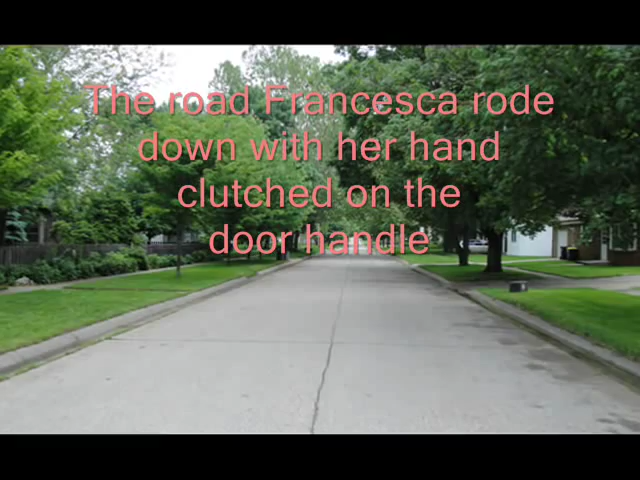 The road Francesca rode
down with her hand
clutched on the
door handle